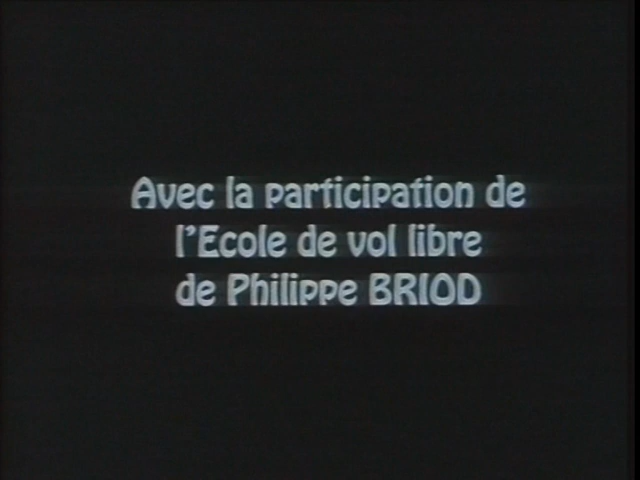 Avec la participation de
l'Ecole de vol libre
de Philippe BRIOD